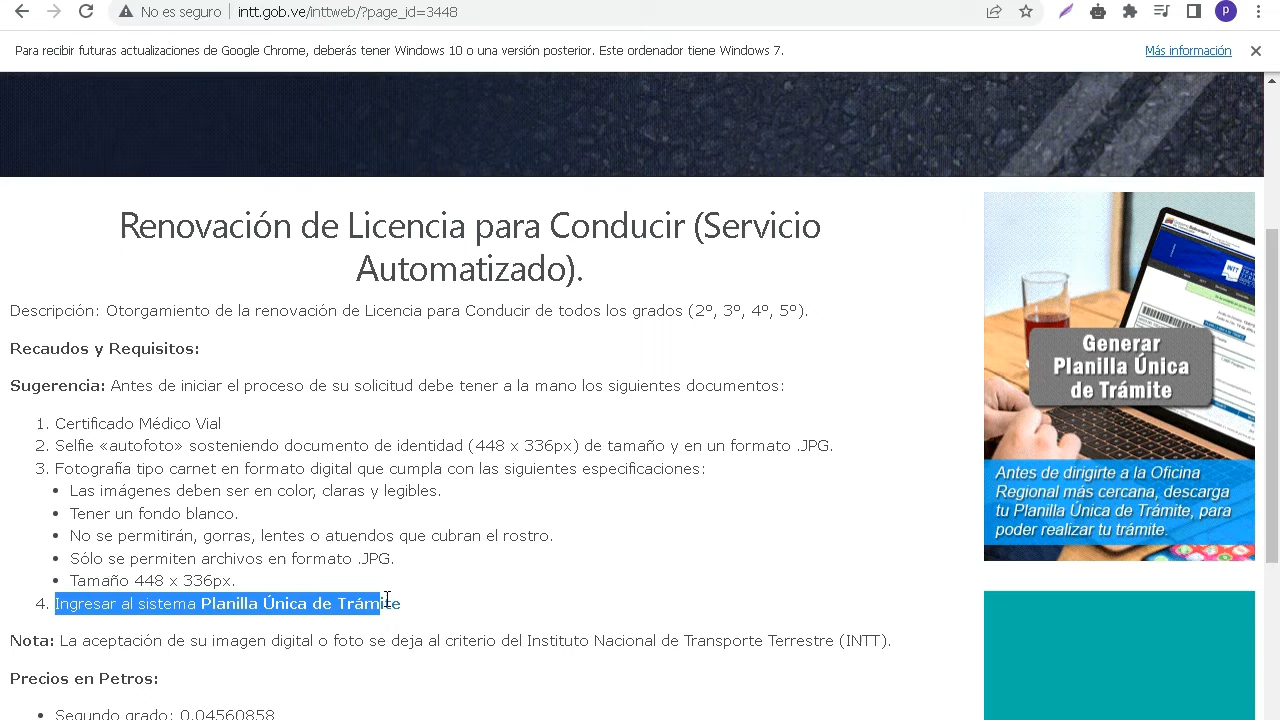 No es seguro | intt.gob.ve/inttweb/?page_id=3448
P
Para recibir futuras actualizaciones de Google Chrome, deberás tener Windows 10 o una versión posterior. Este ordenador tiene Windows 7.
Más información
Renovación de Licencia para Conducir (Servicio
Automatizado).
Descripción: Otorgamiento de la renovación de Licencia para Conducir de todos los grados (2º, 3º, 4º, 5º).
Recaudos y Requisitos:
Sugerencia: Antes de iniciar el proceso de su solicitud debe tener a la mano los siguientes documentos:
1. Certificado Médico Vial
2. Selfie «autofoto» sosteniendo documento de identidad (448 x 336px) de tamaño y en un formato .JPG.
3. Fotografía tipo carnet en formato digital que cumpla con las siguientes especificaciones:
• Las imágenes deben ser en color, claras y legibles.
• Tener un fondo blanco.
• No se permitirán, gorras, lentes o atuendos que cubran el rostro.
• Sólo se permiten archivos en formato .JPG.
• Tamaño 448 x 336px.
4. Ingresar al sistema Planilla Única de Trámite
Nota: La aceptación de su imagen digital o foto se deja al criterio del Instituto Nacional de Transporte Terrestre (INTT).
Precios en Petros:
• Segundo grado: 0.04560858
INTT
Generar
Planilla Única
de Trámite
Antes de dirigirte a la Oficina
Regional más cercana, descarga
tu Planilla Única de Trámite, para
poder realizar tu trámite.